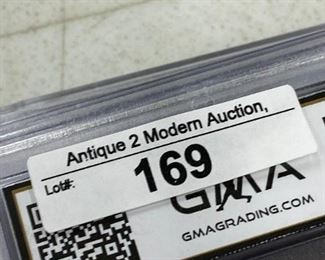 Antique 2 Modern Auction,
Lot#: 169
GMA
GMAGRADING.COM